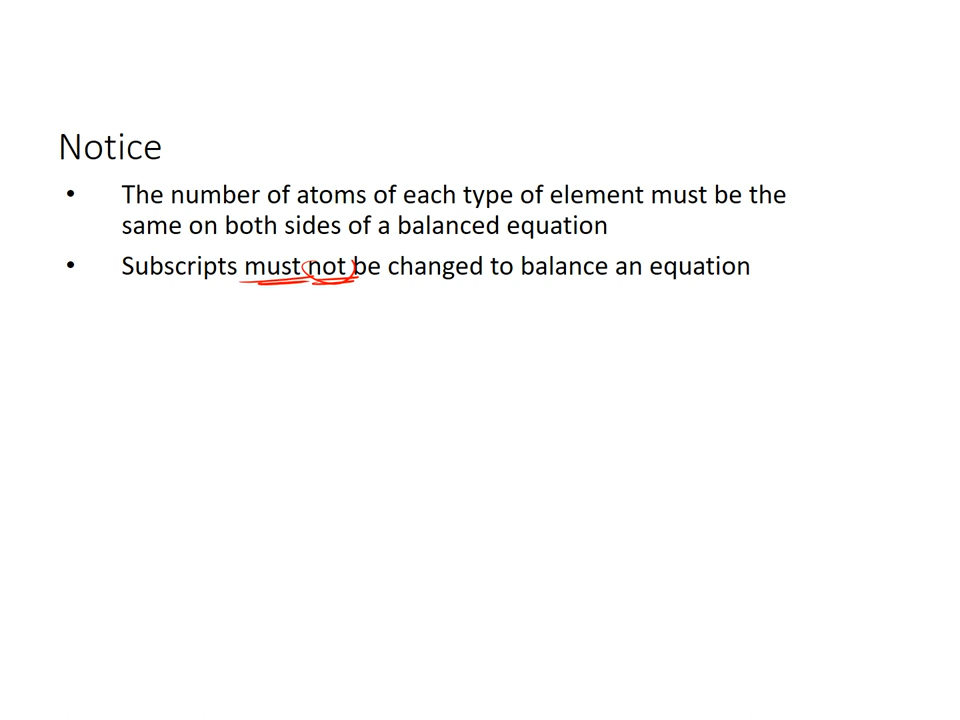 Notice
• The number of atoms of each type of element must be the
same on both sides of a balanced equation
• Subscripts must not be changed to balance an equation